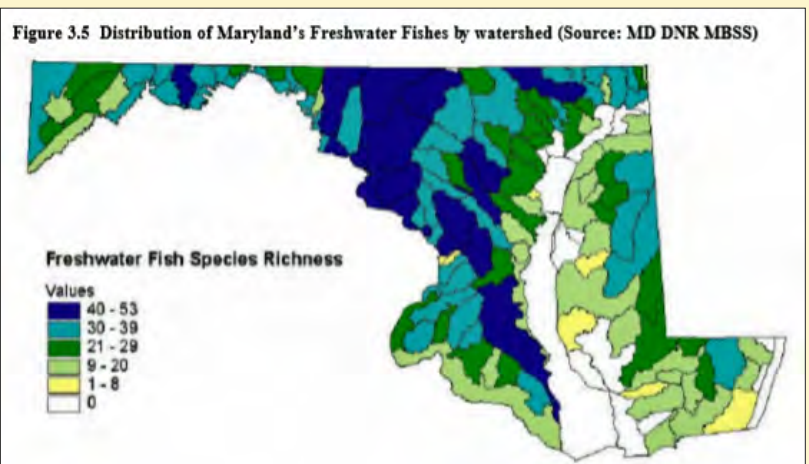 Figure 3.5 Distribution of Maryland's Freshwater Fishes by watershed (Source: MD DNR MBSS)
Freshwater Fish Species Richness
Values
40 - 53
30 - 39
21 - 29
9 - 20
1 - 8
0